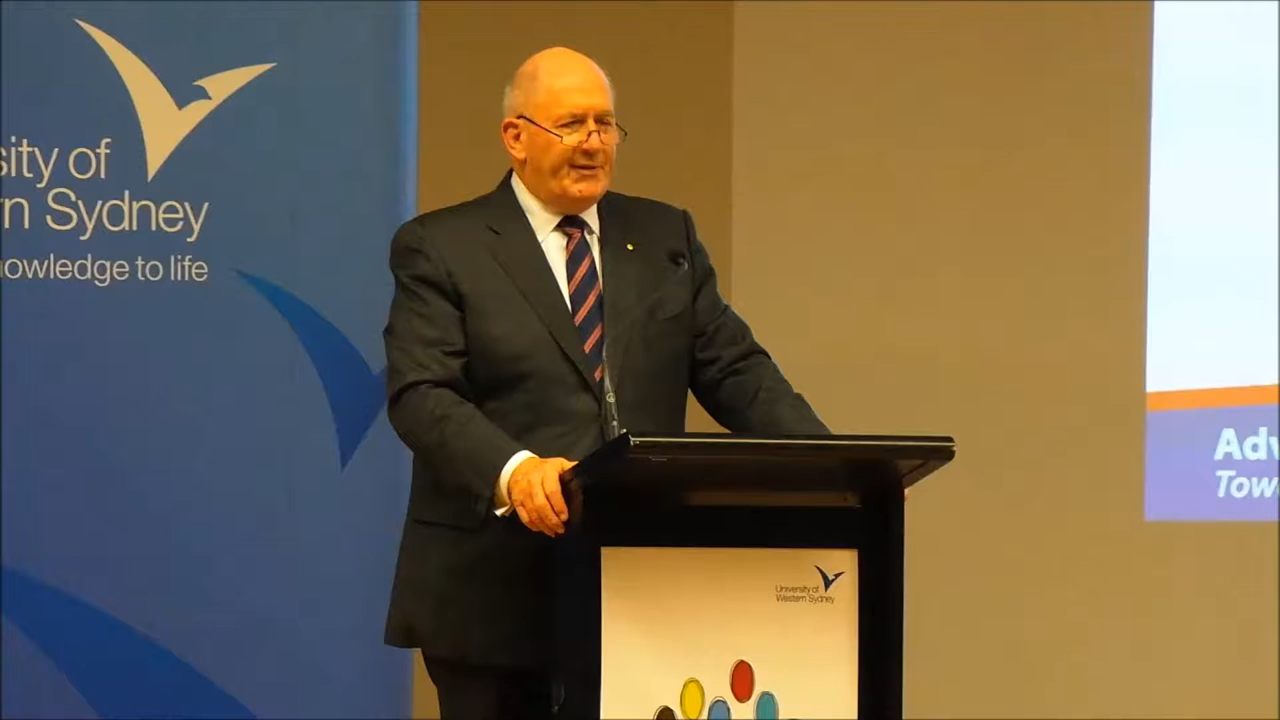 sity of
rn Sydney
nowledge to life
Adv
Tow
University of
Western Sydney